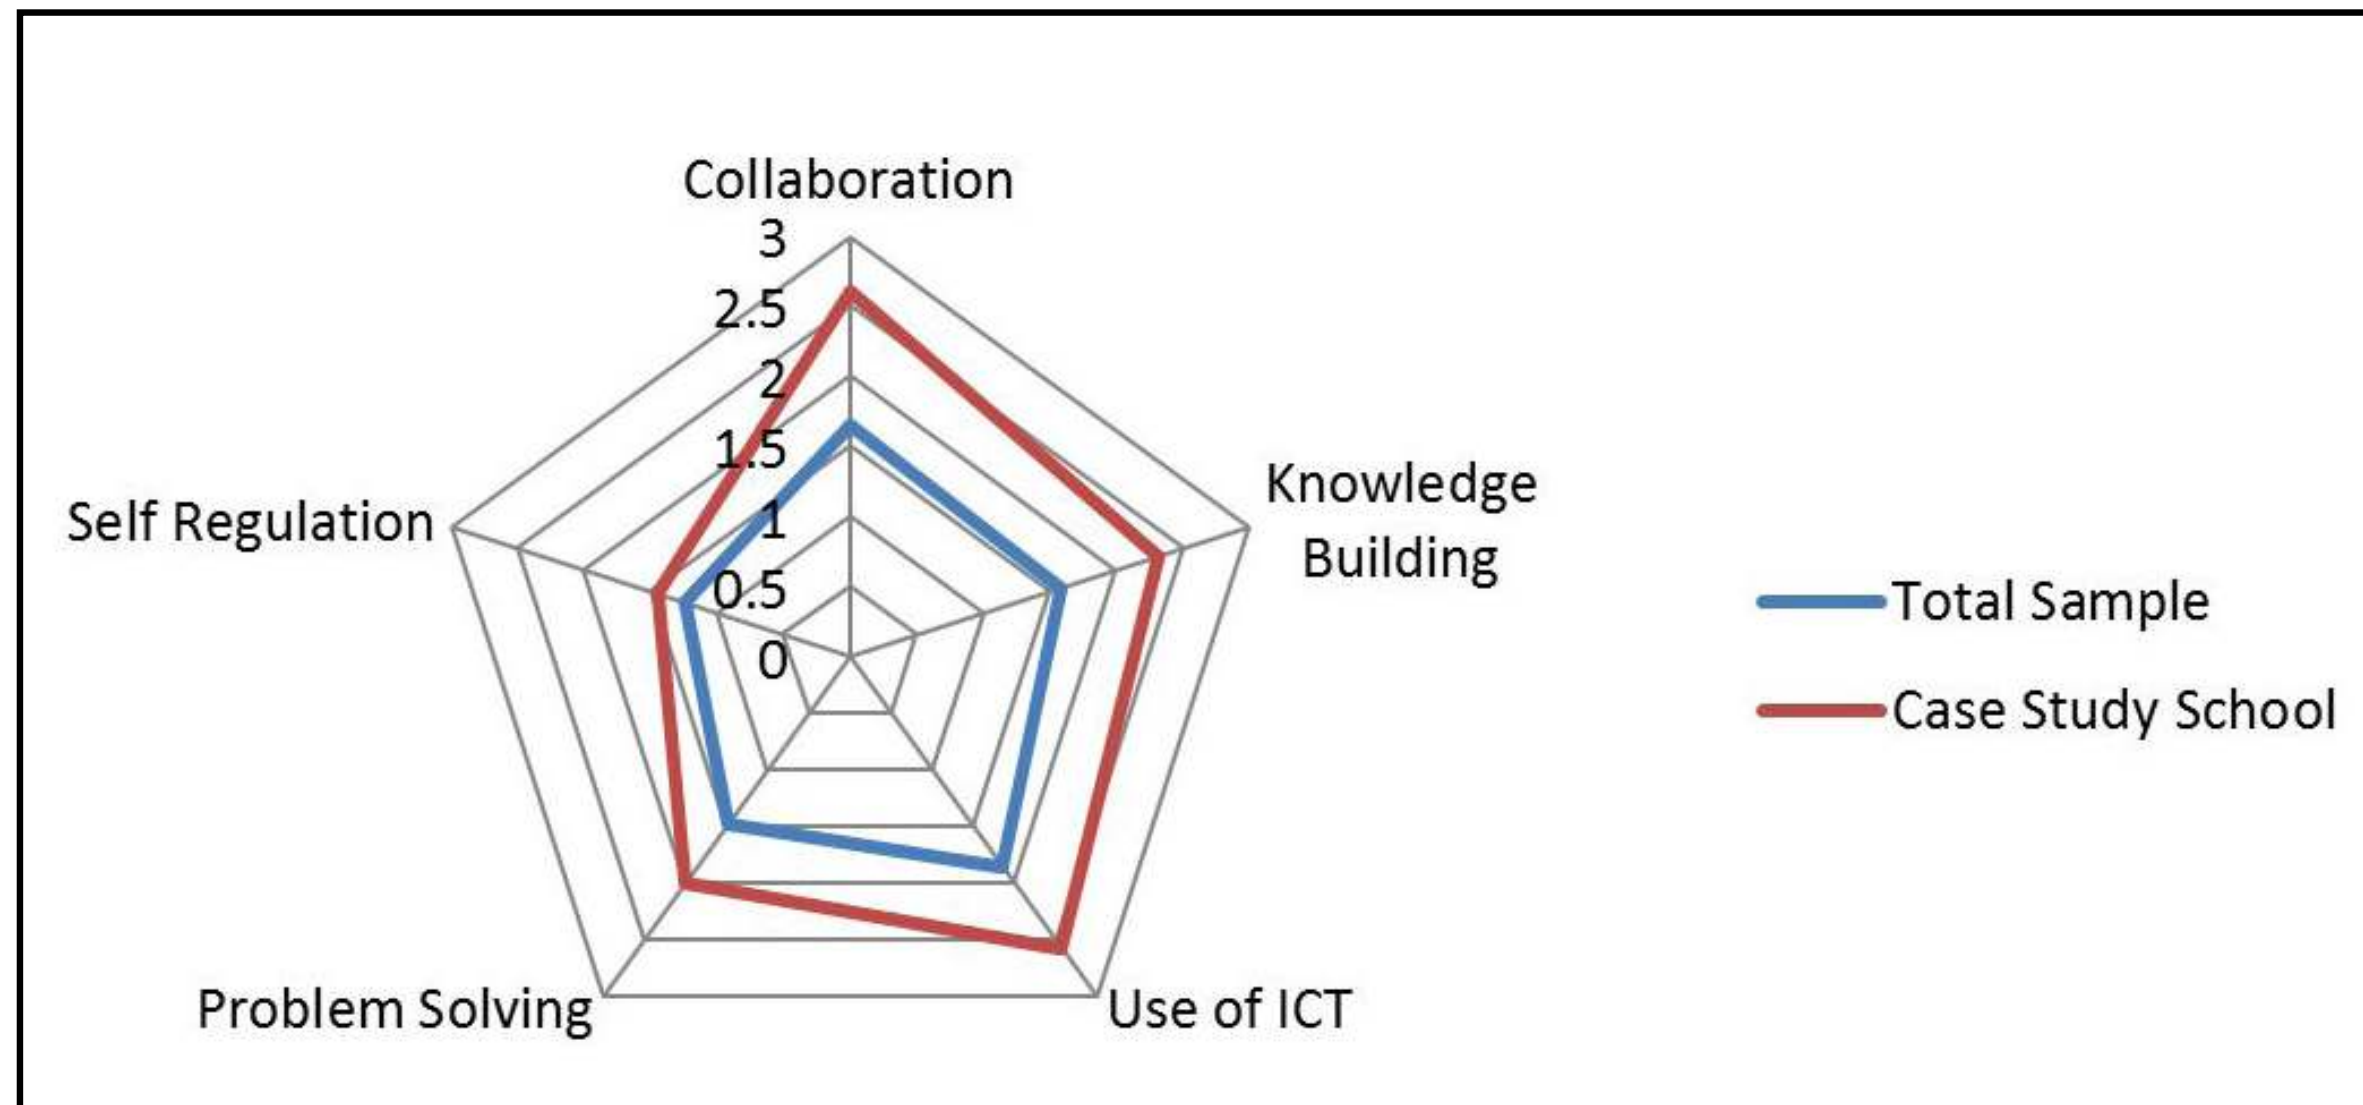 Collaboration
3
2.5
2
1.5
1
0.5
0
Knowledge
Building
Self Regulation
Problem Solving
Use of ICT
Total Sample
Case Study School